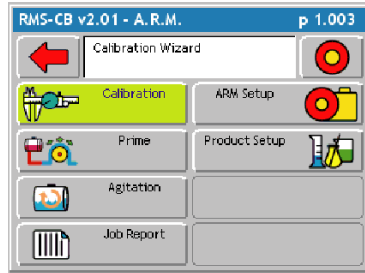 RMS-CB v2.01 - A.R.M. p 1.003
Calibration Wizard
Calibration ARM Setup
Prime Product Setup
Agitation
Job Report